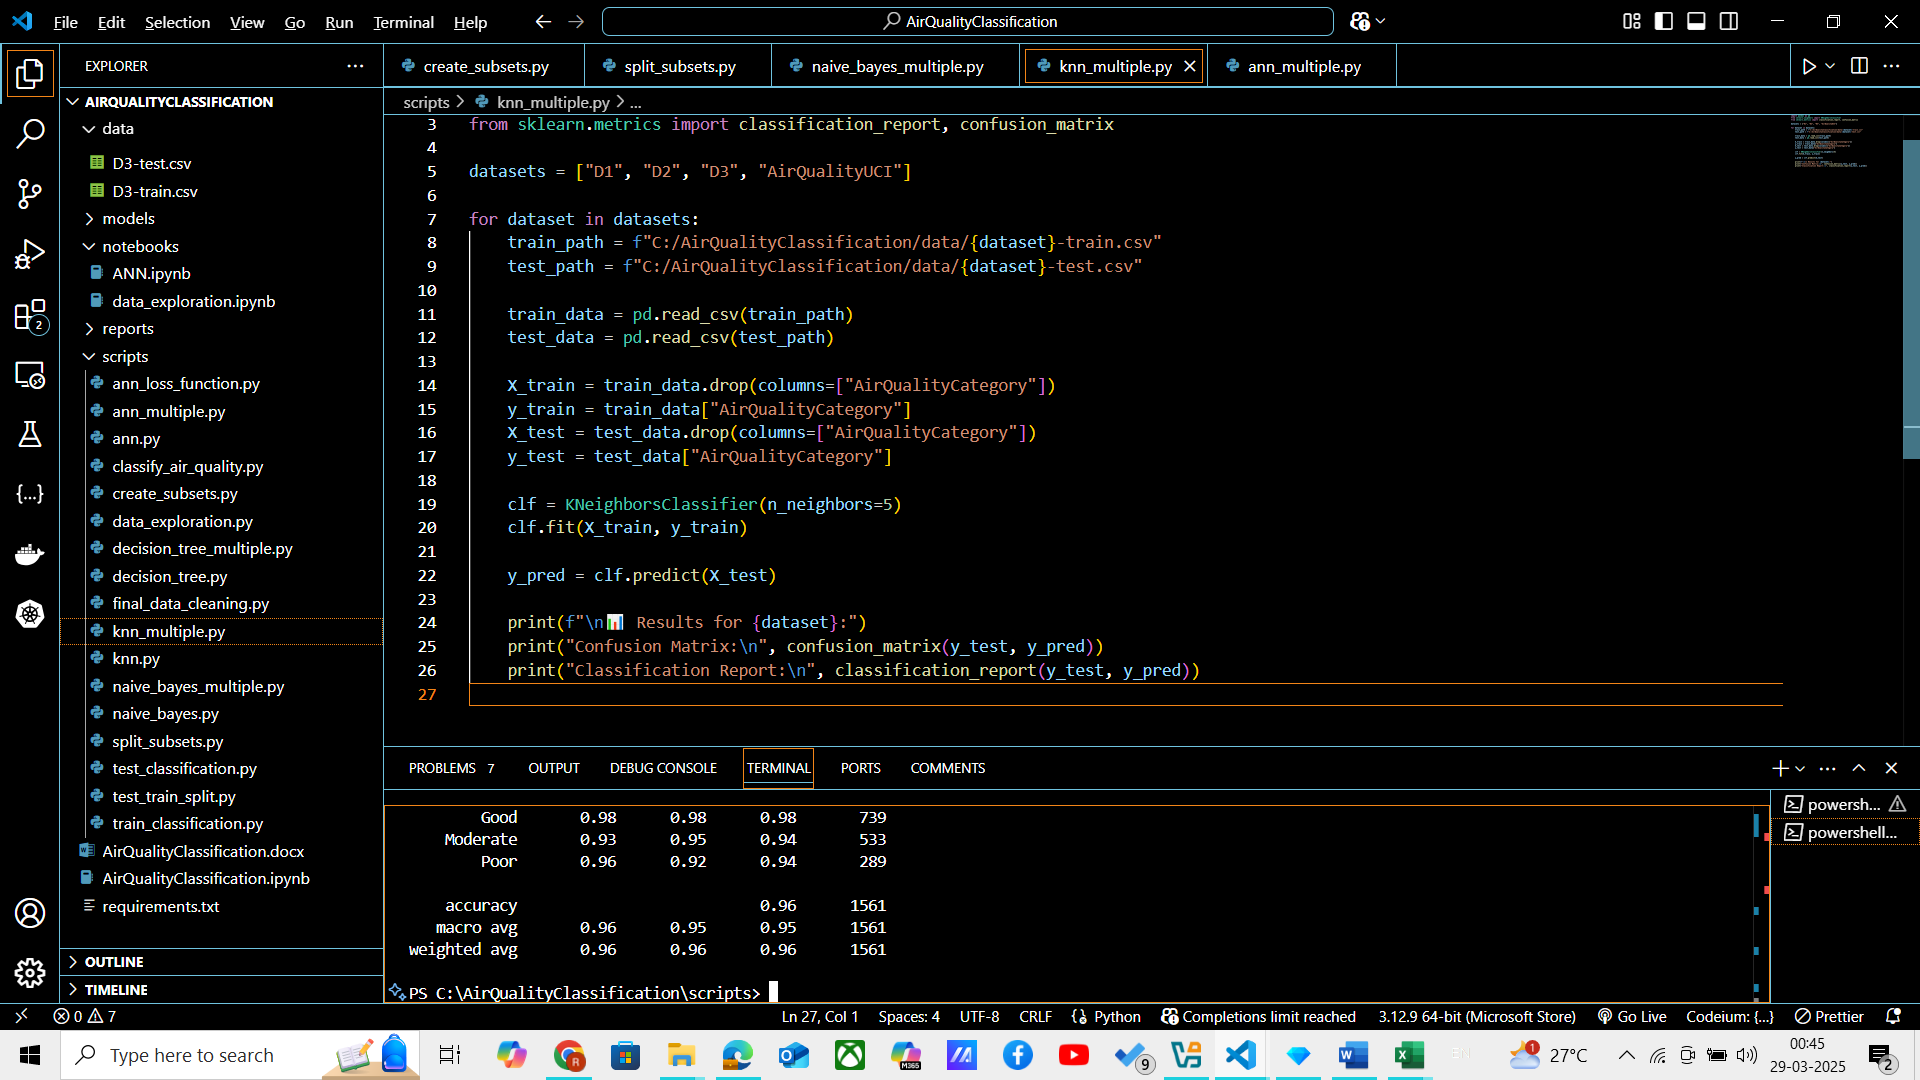 File Edit Selection View Go Run Terminal Help
AirQualityClassification
EXPLORER
AIRQUALITYCLASSIFICATION
data
D3-test.csv
D3-train.csv
models
notebooks
ANN.ipynb
data_exploration.ipynb
reports
scripts
ann_loss_function.py
ann_multiple.py
ann.py
classify_air_quality.py
create_subsets.py
data_exploration.py
decision_tree_multiple.py
decision_tree.py
final_data_cleaning.py
knn_multiple.py
knn.py
naive_bayes_multiple.py
naive_bayes.py
split_subsets.py
test_classification.py
test_train_split.py
train_classification.py
AirQualityClassification.docx
AirQualityClassification.ipynb
requirements.txt
OUTLINE
TIMELINE
2
create_subsets.py split_subsets.py naive_bayes_multiple.py knn_multiple.py ann_multiple.py
scripts > knn_multiple.py > ...
3 from sklearn.metrics import classification_report, confusion_matrix
4
5 datasets = ["D1", "D2", "D3", "AirQualityUCI"]
6
7 for dataset in datasets:
8 train_path = f"C:/AirQualityClassification/data/{dataset}-train.csv"
9 test_path = f"C:/AirQualityClassification/data/{dataset}-test.csv"
10
11 train_data = pd.read_csv(train_path)
12 test_data = pd.read_csv(test_path)
13
14 X_train = train_data.drop(columns=["AirQualityCategory"])
15 y_train = train_data["AirQualityCategory"]
16 X_test = test_data.drop(columns=["AirQualityCategory"])
17 y_test = test_data["AirQualityCategory"]
18
19 clf = KNeighborsClassifier(n_neighbors=5)
20 clf.fit(X_train, y_train)
21
22 y_pred = clf.predict(X_test)
23
24 print(f"\n📊 Results for {dataset}:")
25 print("Confusion Matrix:\n", confusion_matrix(y_test, y_pred))
26 print("Classification Report:\n", classification_report(y_test, y_pred))
27
PROBLEMS 7 OUTPUT DEBUG CONSOLE TERMINAL PORTS COMMENTS
Good 0.98 0.98 0.98 739
Moderate 0.93 0.95 0.94 533
Poor 0.96 0.92 0.94 289
accuracy 0.96 1561
macro avg 0.96 0.95 0.95 1561
weighted avg 0.96 0.96 0.96 1561
PS C:\AirQualityClassification\scripts>
powersh...
powershell...
0 7 Ln 27, Col 1 Spaces: 4 UTF-8 CRLF Python Completions limit reached 3.12.9 64-bit (Microsoft Store) Go Live Codeium: {...} Prettier
Type here to search
M365
9
1
27°C
00:45
29-03-2025
2